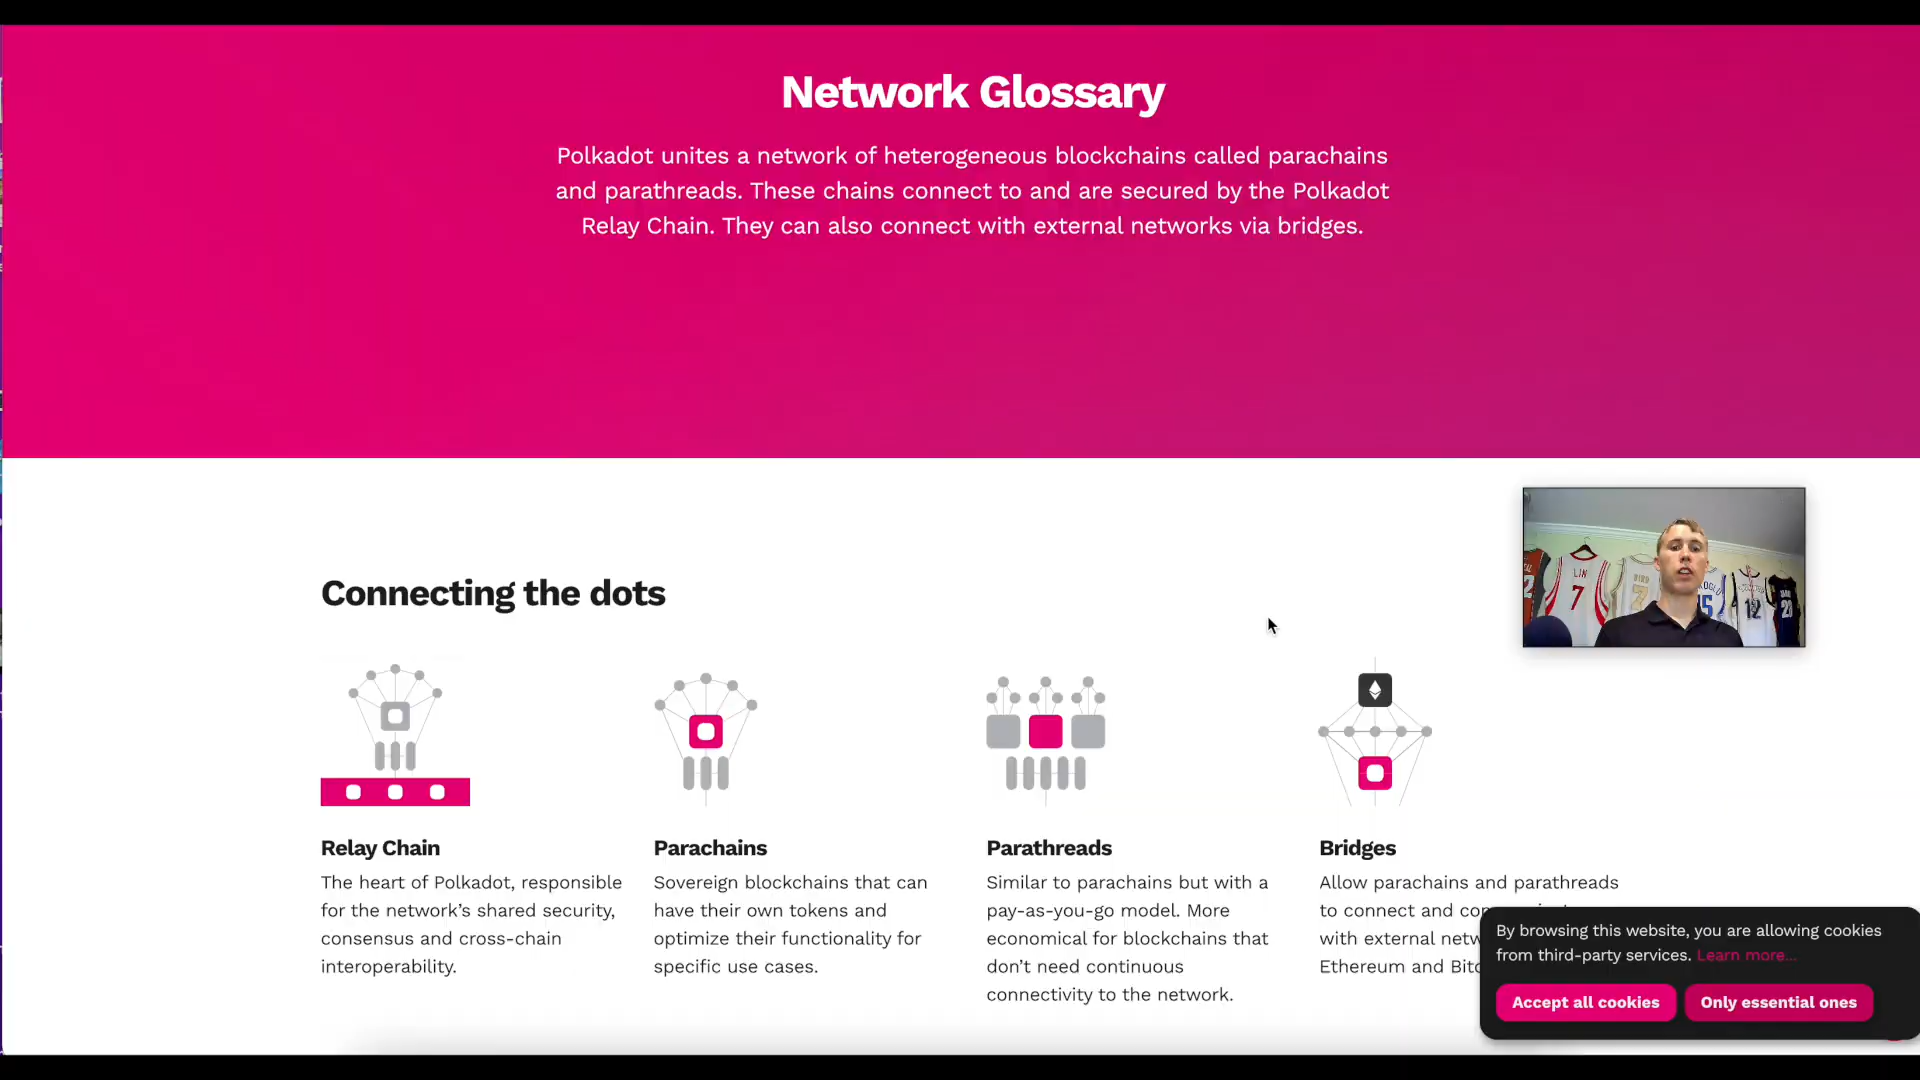 Network Glossary
Polkadot unites a network of heterogeneous blockchains called parachains
and parathreads. These chains connect to and are secured by the Polkadot
Relay Chain. They can also connect with external networks via bridges.
Connecting the dots
LIN
7
12
Relay Chain
The heart of Polkadot, responsible
for the network’s shared security,
consensus and cross-chain
interoperability.
Parachains
Sovereign blockchains that can
have their own tokens and
optimize their functionality for
specific use cases.
Parathreads
Similar to parachains but with a
pay-as-you-go model. More
economical for blockchains that
don’t need continuous
connectivity to the network.
Bridges
Allow parachains and parathreads
to connect and
with external
Ethereum and
By browsing this website, you are allowing cookies
from third-party services. Learn more...
Accept all cookies
Only essential ones